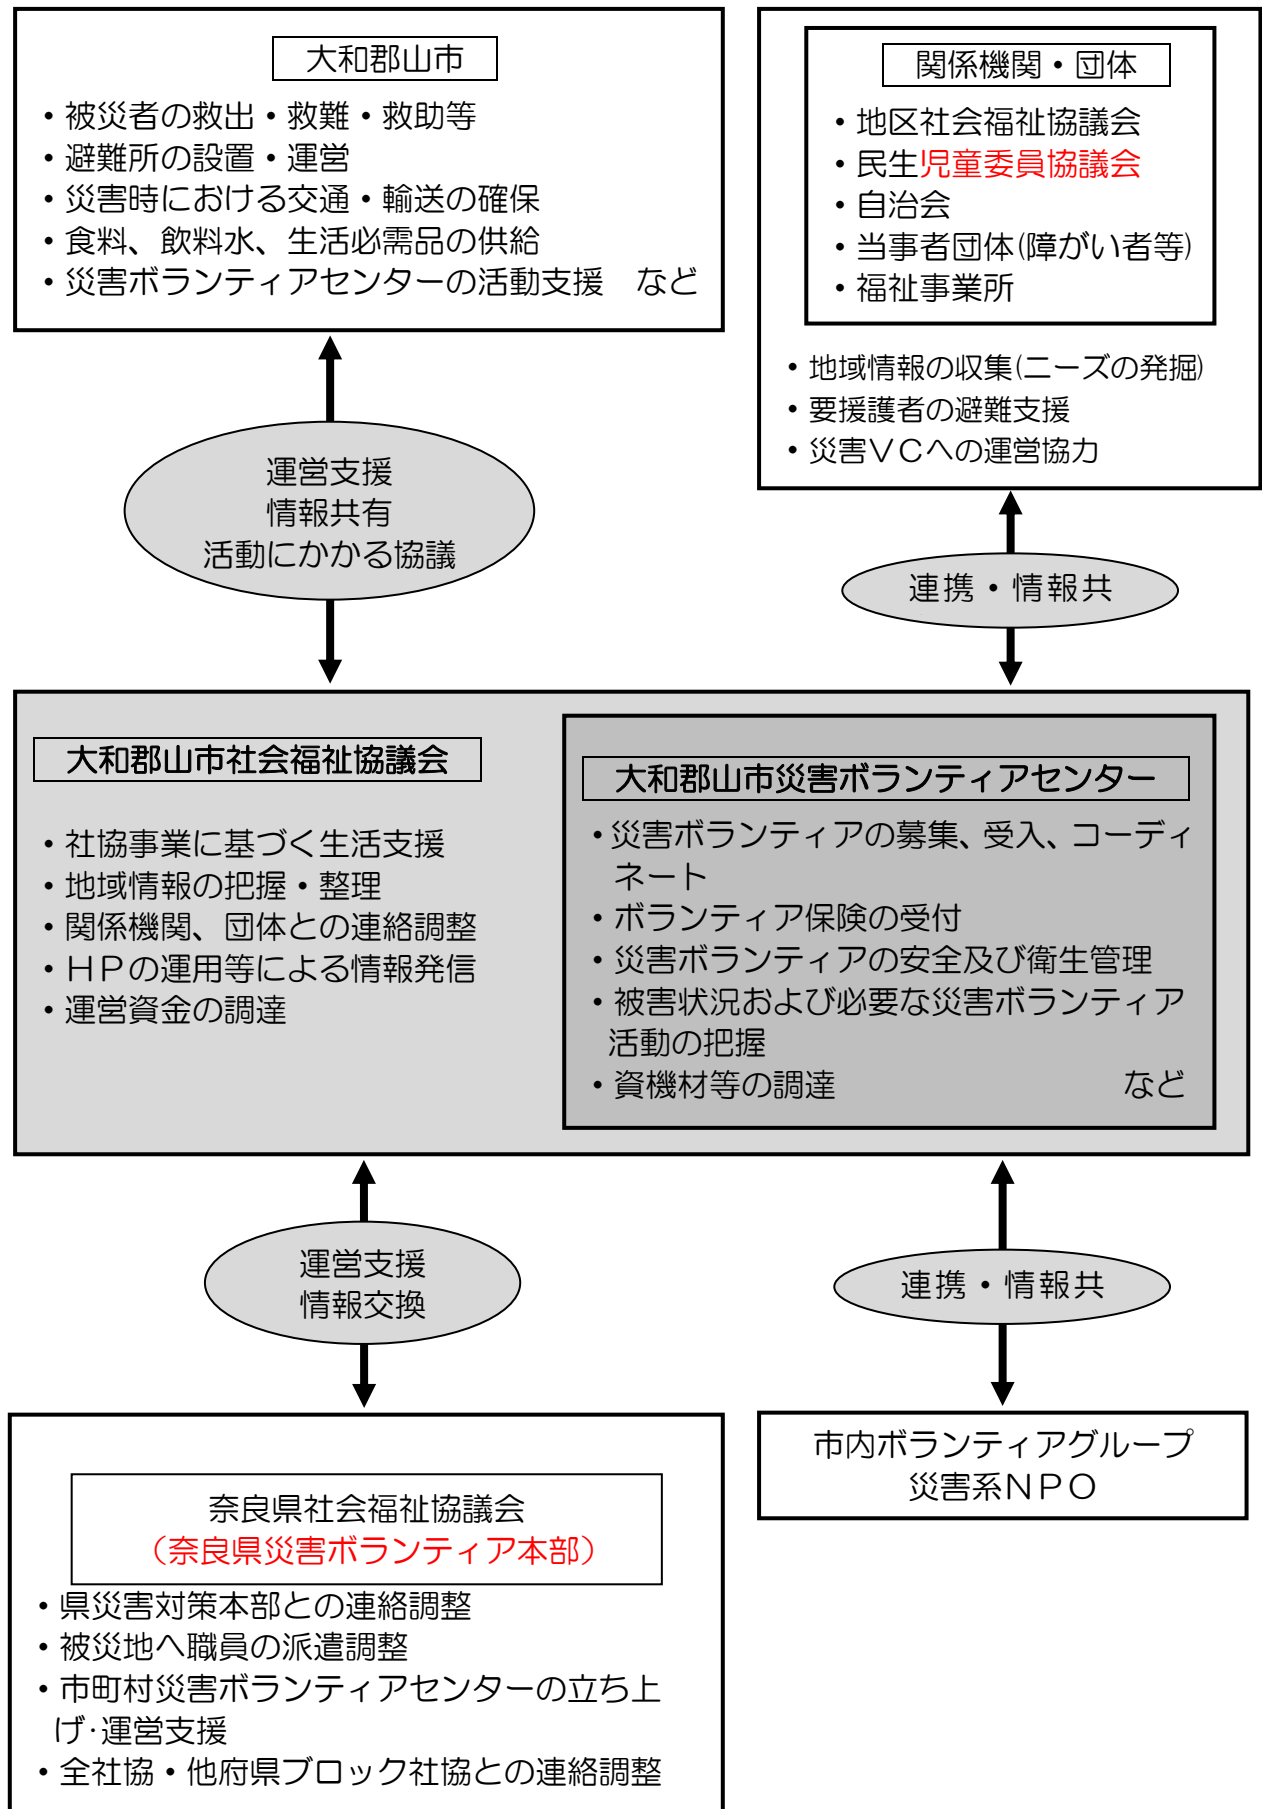 大和郡山市
・被災者の救出・救難・救助等
・避難所の設置・運営
・災害時における交通・輸送の確保
・食料、飲料水、生活必需品の供給
・災害ボランティアセンターの活動支援　など
関係機関・団体
・地区社会福祉協議会
・民生児童委員協議会
・自治会
・当事者団体(障がい者等)
・福祉事業所
・地域情報の収集(ニーズの発掘)
・要援護者の避難支援
・災害ＶＣへの運営協力
運営支援
情報共有
活動にかかる協議
連携・情報共
大和郡山市社会福祉協議会
・社協事業に基づく生活支援
・地域情報の把握・整理
・関係機関、団体との連絡調整
・ＨＰの運用等による情報発信
・運営資金の調達
大和郡山市災害ボランティアセンター
・災害ボランティアの募集、受入、コーディ
ネート
・ボランティア保険の受付
・災害ボランティアの安全及び衛生管理
・被害状況および必要な災害ボランティア
活動の把握
・資機材等の調達　　　　　　　　　など
運営支援
情報交換
連携・情報共
奈良県社会福祉協議会
（奈良県災害ボランティア本部）
・県災害対策本部との連絡調整
・被災地へ職員の派遣調整
・市町村災害ボランティアセンターの立ち上
げ･運営支援
・全社協・他府県ブロック社協との連絡調整
市内ボランティアグループ
災害系ＮＰＯ